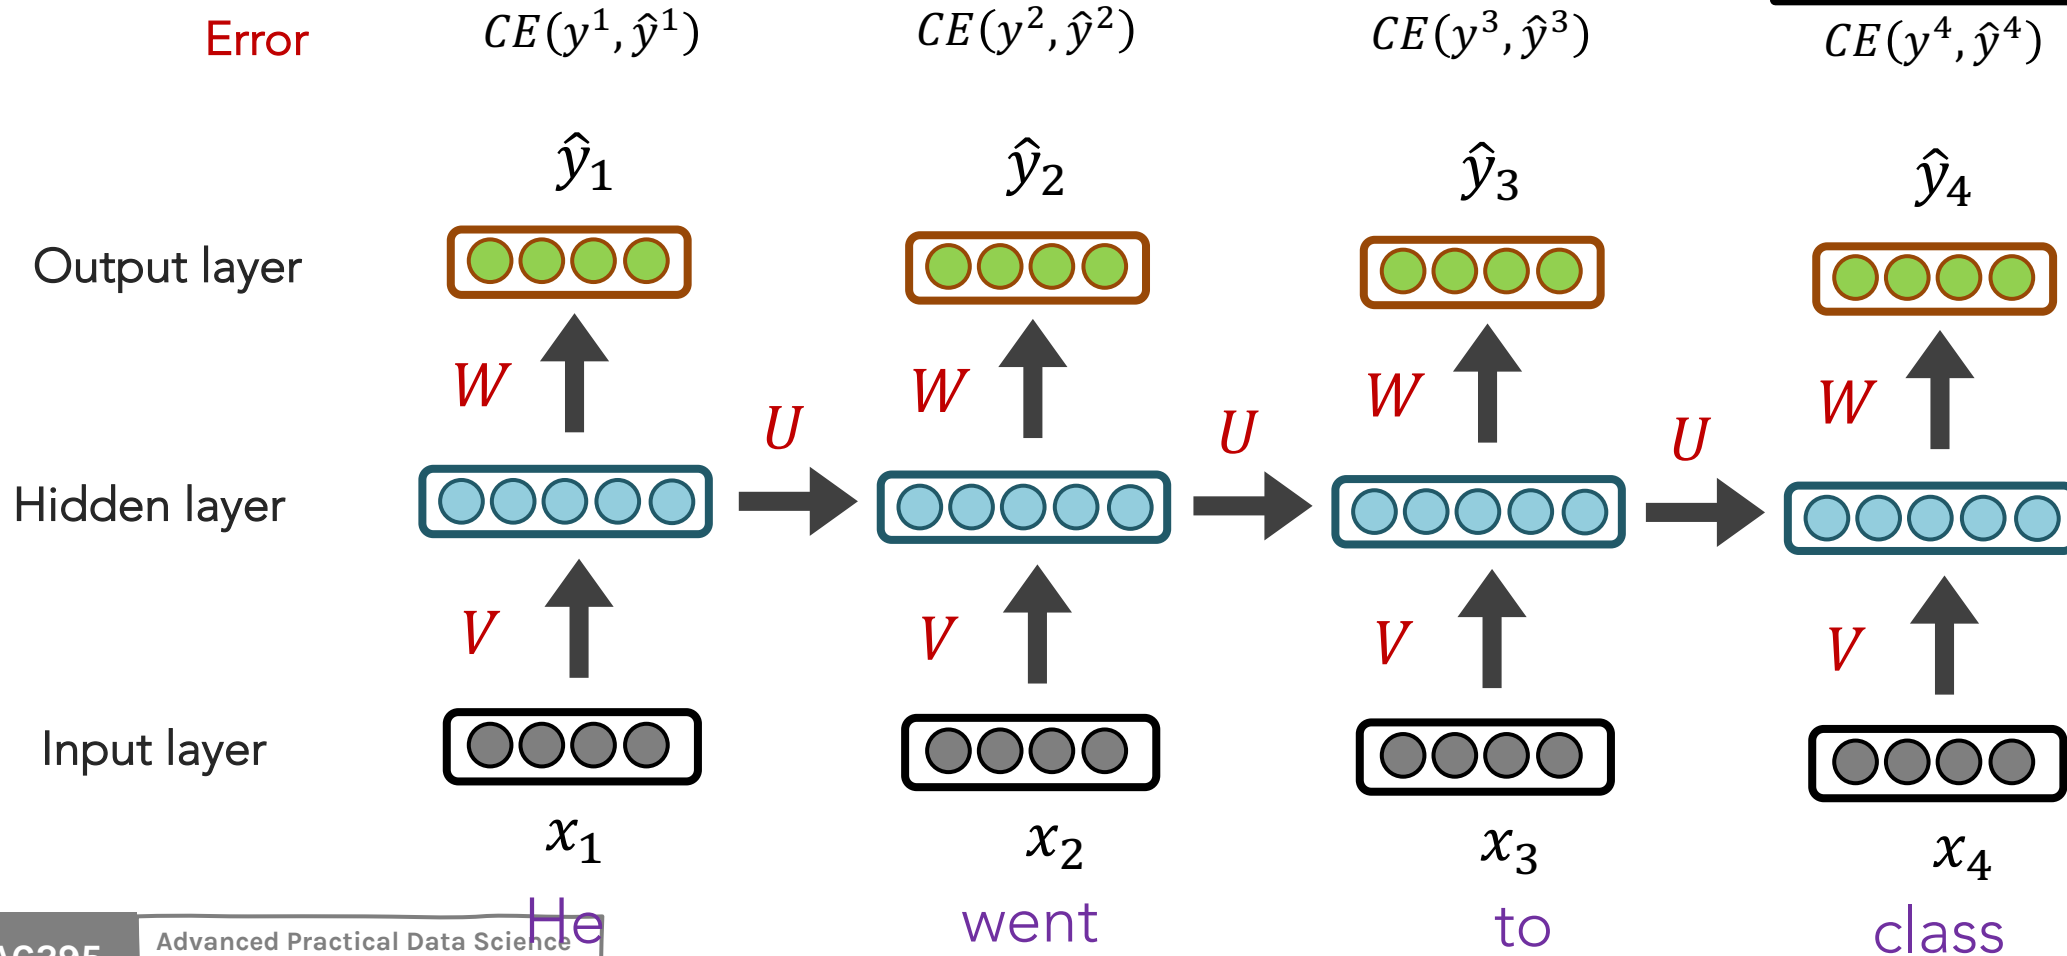 Error CE(y¹, ŷ¹) CE(y², ŷ²) CE(y³, ŷ³) CE(y⁴, ŷ⁴)
ŷ₁ ŷ₂ ŷ₃ ŷ₄
Output layer
W W W W
U U U
Hidden layer
V V V V
Input layer
x₁ x₂ x₃ x₄
He went to class
Advanced Practical Data Science